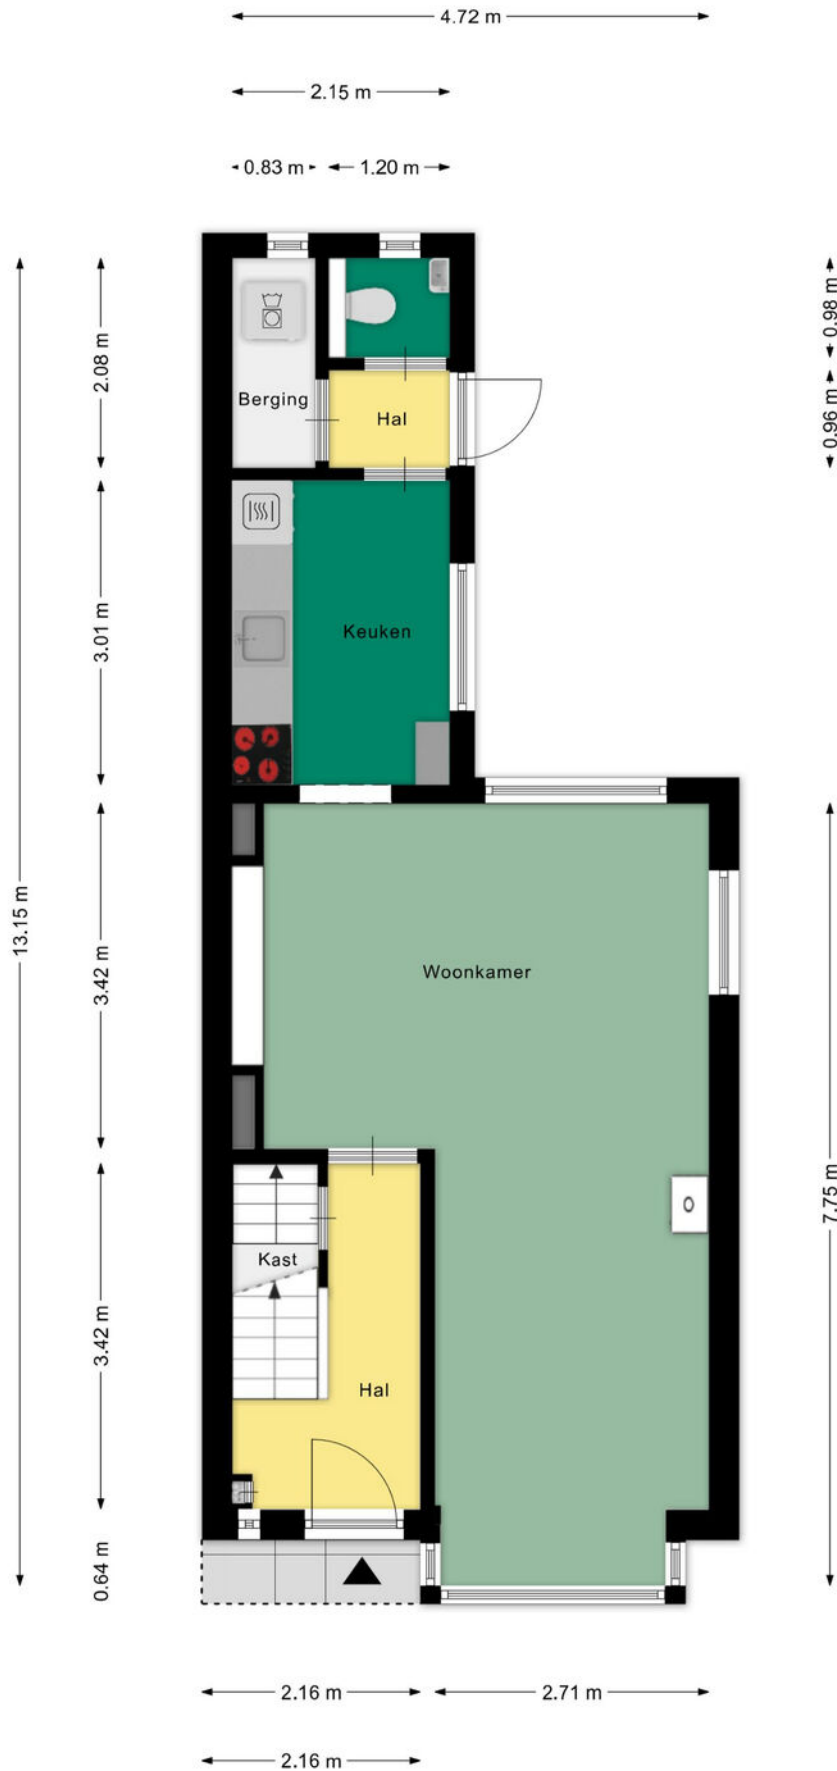 4.72 m
2.15 m
0.83 m
1.20 m
0.98 m
2.08 m
Berging
Hal
0.96 m
3.01 m
Keuken
13.15 m
3.42 m
Woonkamer
7.75 m
Kast
3.42 m
Hal
0.64 m
2.16 m
2.71 m
2.16 m